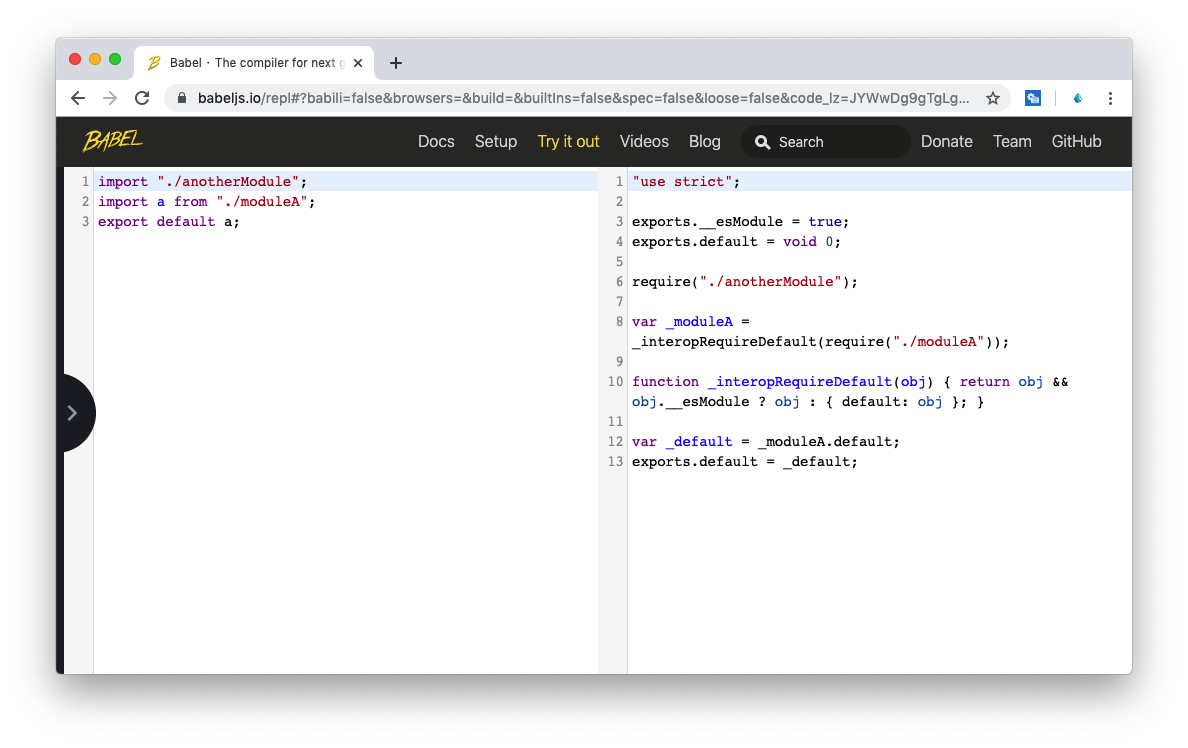 Babel · The compiler for next g
babeljs.io/repl#?babili=false&browsers=&build=&builtIns=false&spec=false&loose=false&code_lz=JYWwDg9gTgLg...
BABEL
Docs Setup Try it out Videos Blog Search Donate Team GitHub
1 import "./anotherModule";
2 import a from "./moduleA";
3 export default a;
1 "use strict";
2
3 exports.__esModule = true;
4 exports.default = void 0;
5
6 require("./anotherModule");
7
8 var _moduleA =
_interopRequireDefault(require("./moduleA"));
9
10 function _interopRequireDefault(obj) { return obj &&
obj.__esModule ? obj : { default: obj }; }
11
12 var _default = _moduleA.default;
13 exports.default = _default;